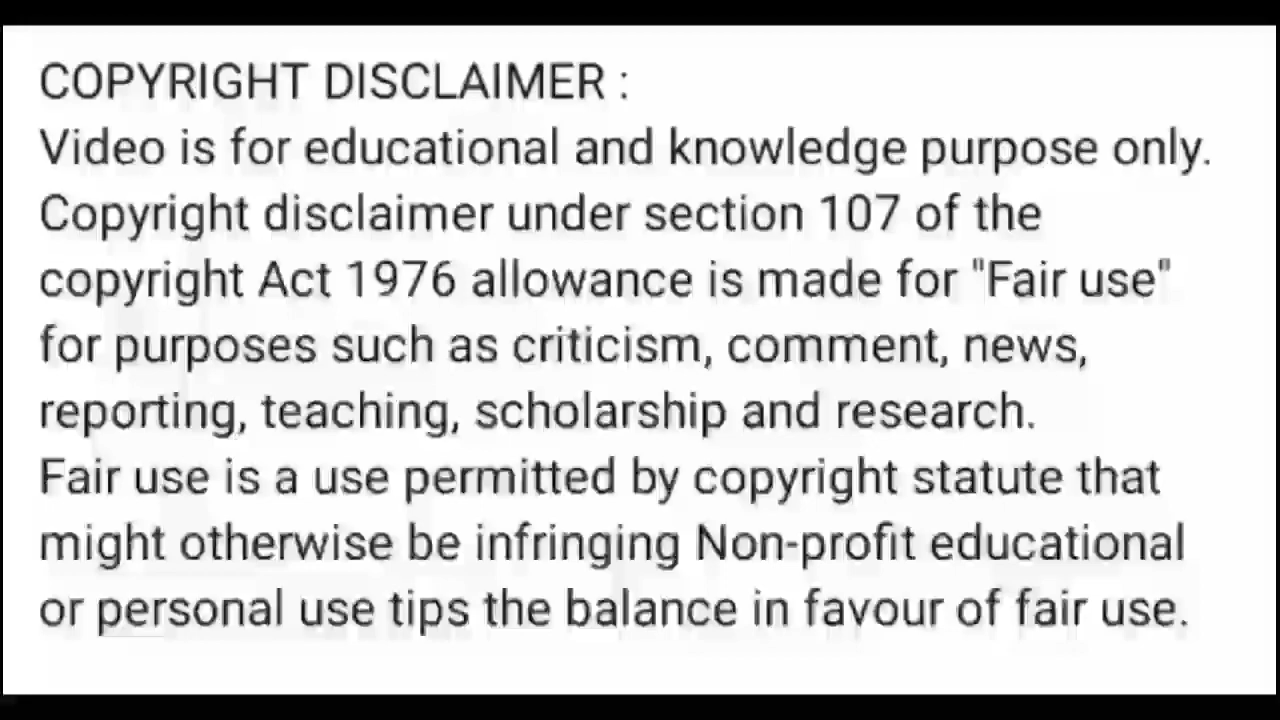 COPYRIGHT DISCLAIMER :
Video is for educational and knowledge purpose only.
Copyright disclaimer under section 107 of the
copyright Act 1976 allowance is made for "Fair use"
for purposes such as criticism, comment, news,
reporting, teaching, scholarship and research.
Fair use is a use permitted by copyright statute that
might otherwise be infringing Non-profit educational
or personal use tips the balance in favour of fair use.